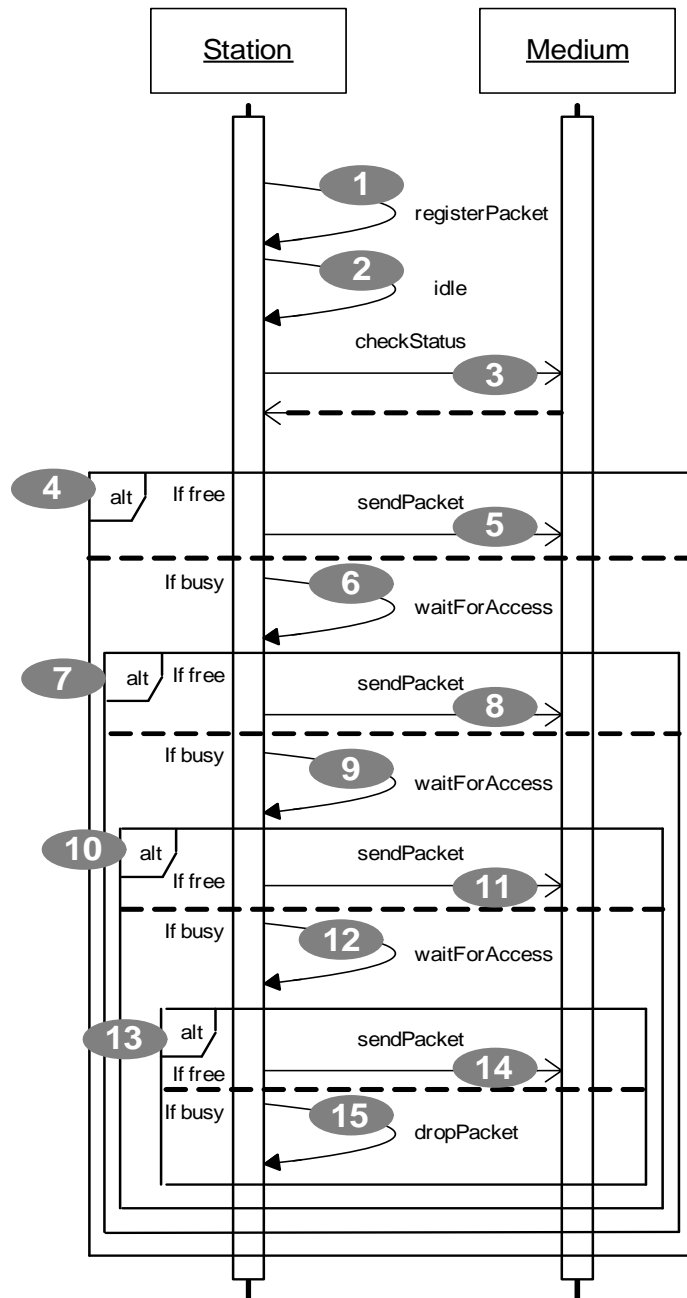 Station Medium
1
registerPacket
2
idle
checkStatus
3
4
alt If free
sendPacket
5
If busy
6
waitForAccess
7
alt If free
sendPacket
8
If busy
9
waitForAccess
10
alt
sendPacket
If free
11
If busy
12
waitForAccess
13
alt
sendPacket
If free
14
If busy
15
dropPacket